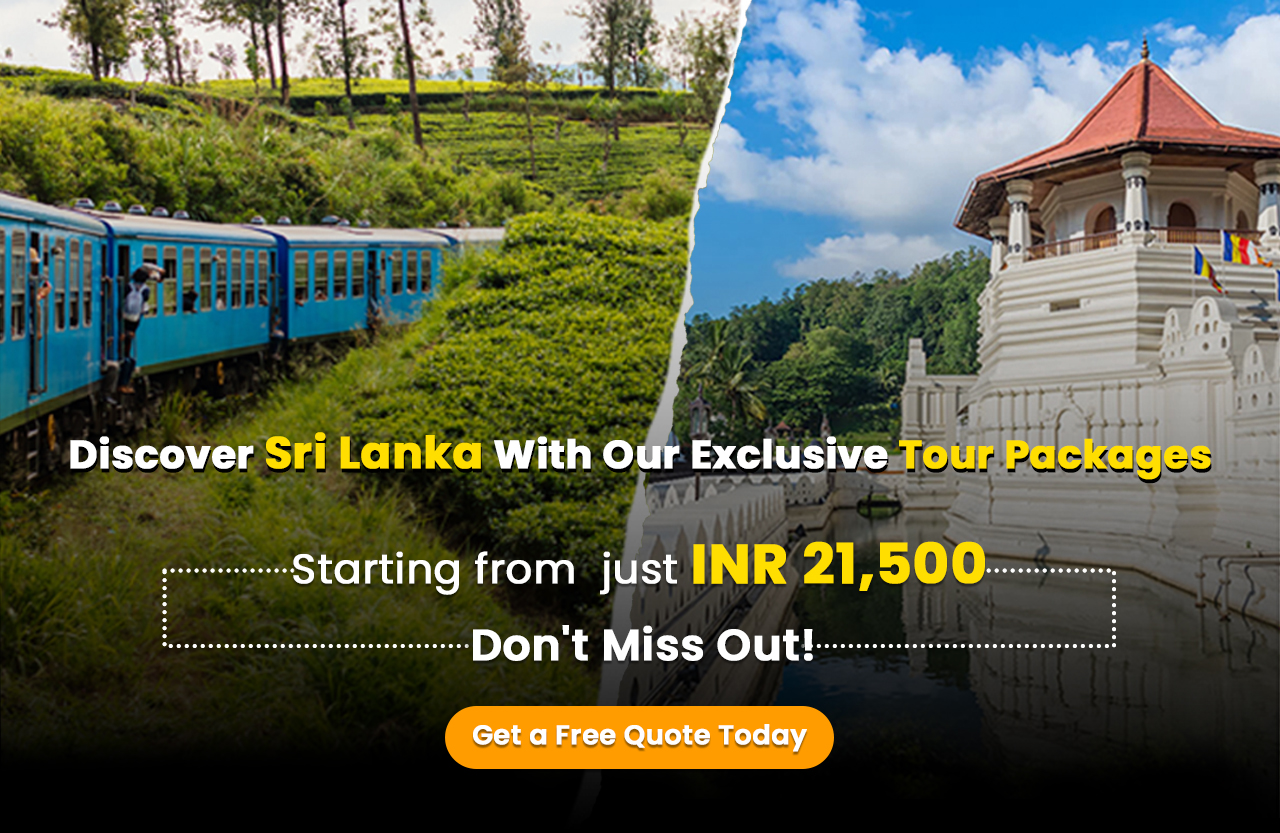 Discover Sri Lanka With Our Exclusive Tour Packages
Starting from just INR 21,500
Don't Miss Out!
Get a Free Quote Today